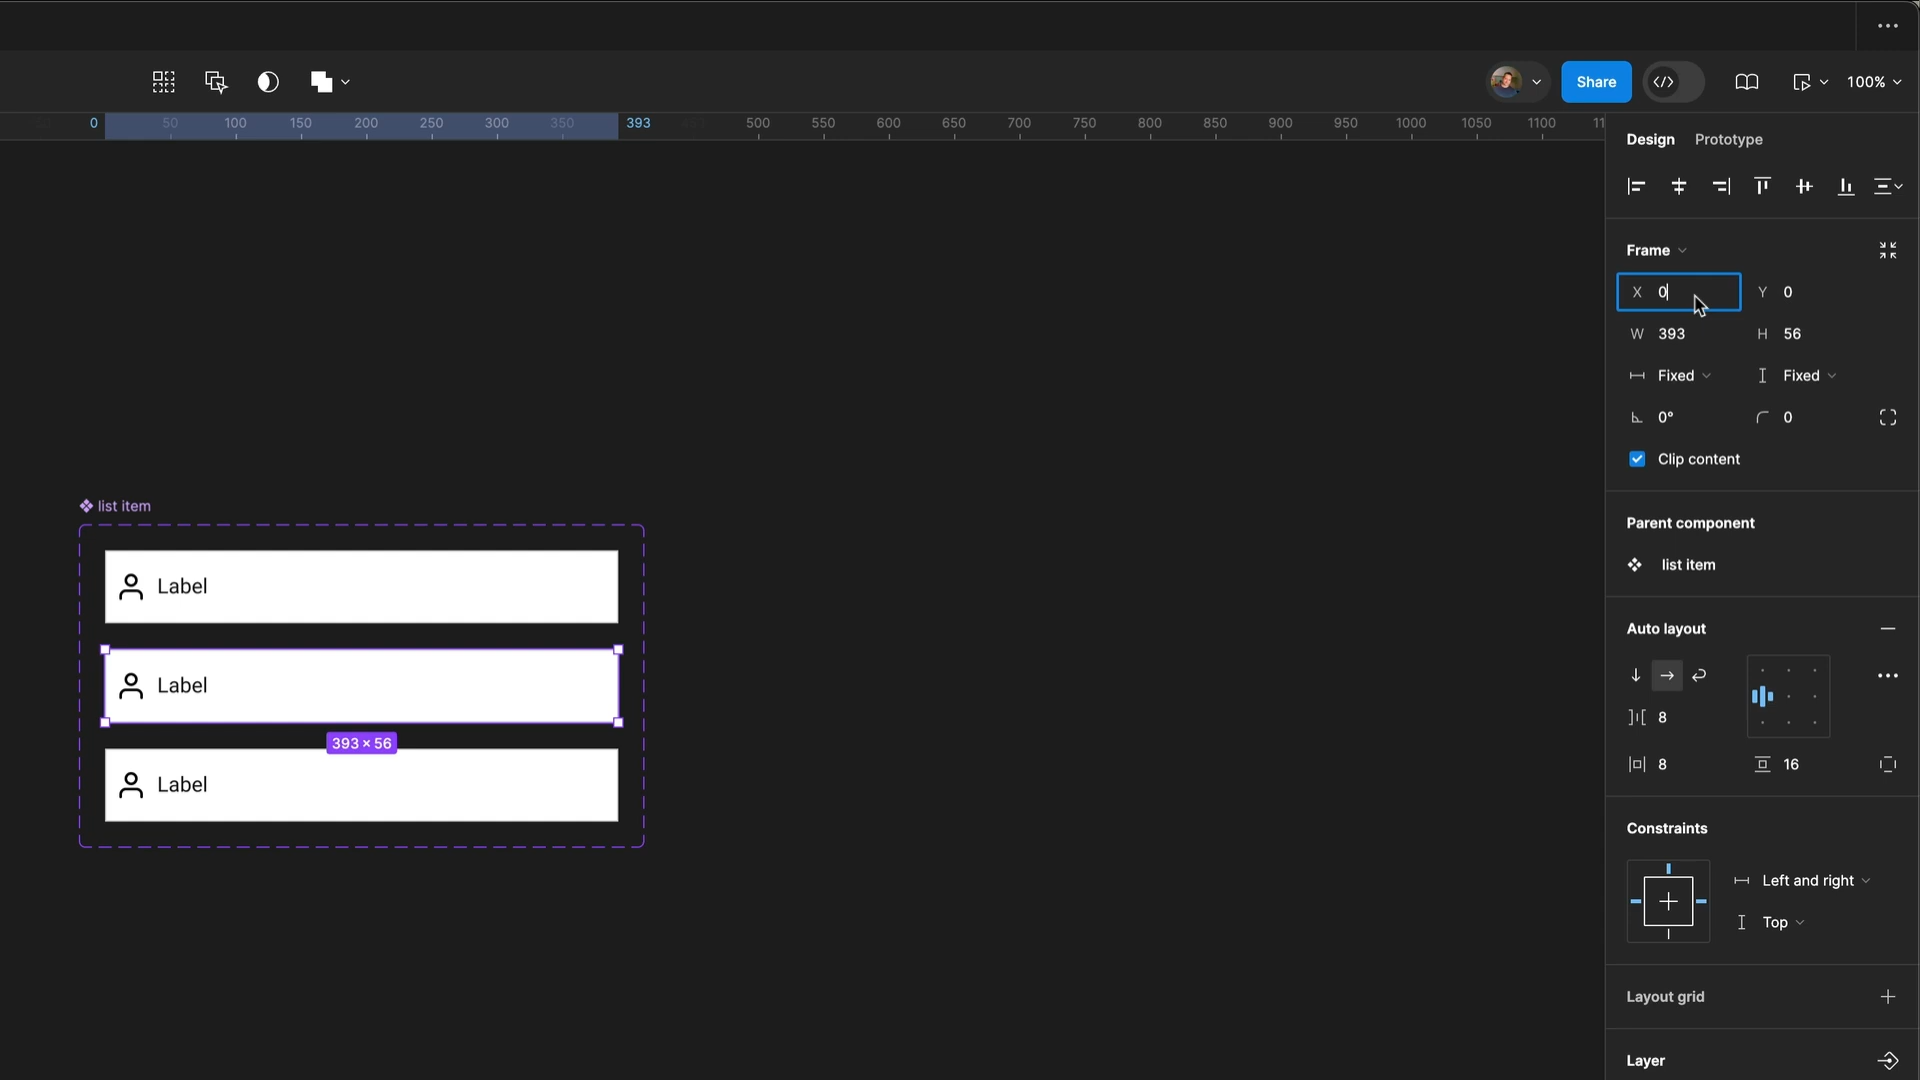 Share
100%
0 50 100 150 200 250 300 350 393 500 550 600 650 700 750 800 850 900 950 1000 1050 1100
Design Prototype
Frame
X 0 Y 0
W 393 H 56
Fixed Fixed
0° 0
Clip content
list item
Parent component
list item
Label
Auto layout
Label
8
393 × 56
8 16
Label
Constraints
Left and right
Top
Layout grid
Layer